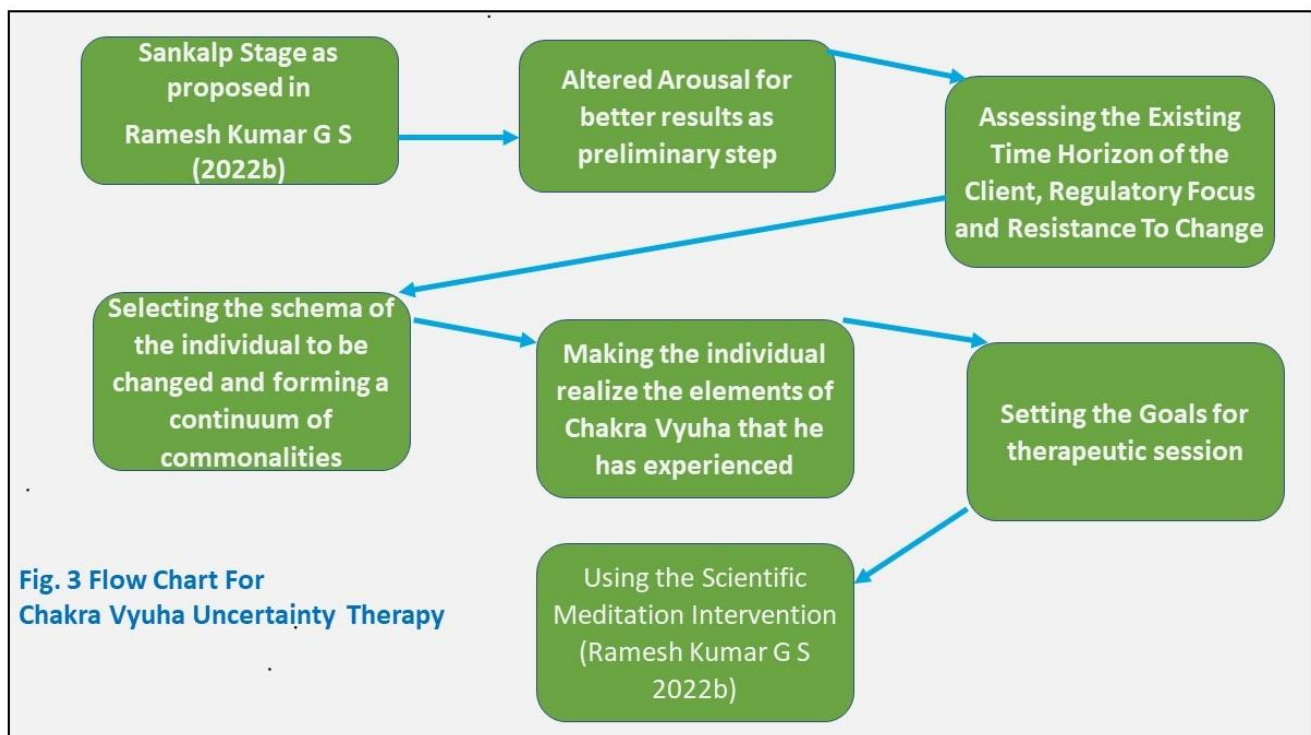 Sankalp Stage as
proposed in
Ramesh Kumar G S
(2022b)
Altered Arousal for
better results as
preliminary step
Assessing the Existing
Time Horizon of the
Client, Regulatory Focus
and Resistance To Change
Selecting the schema of
the individual to be
changed and forming a
continuum of
commonalities
Making the individual
realize the elements of
Chakra Vyuha that he
has experienced
Setting the Goals for
therapeutic session
Using the Scientific
Meditation Intervention
(Ramesh Kumar G S
2022b)
Fig. 3 Flow Chart For
Chakra Vyuha Uncertainty Therapy